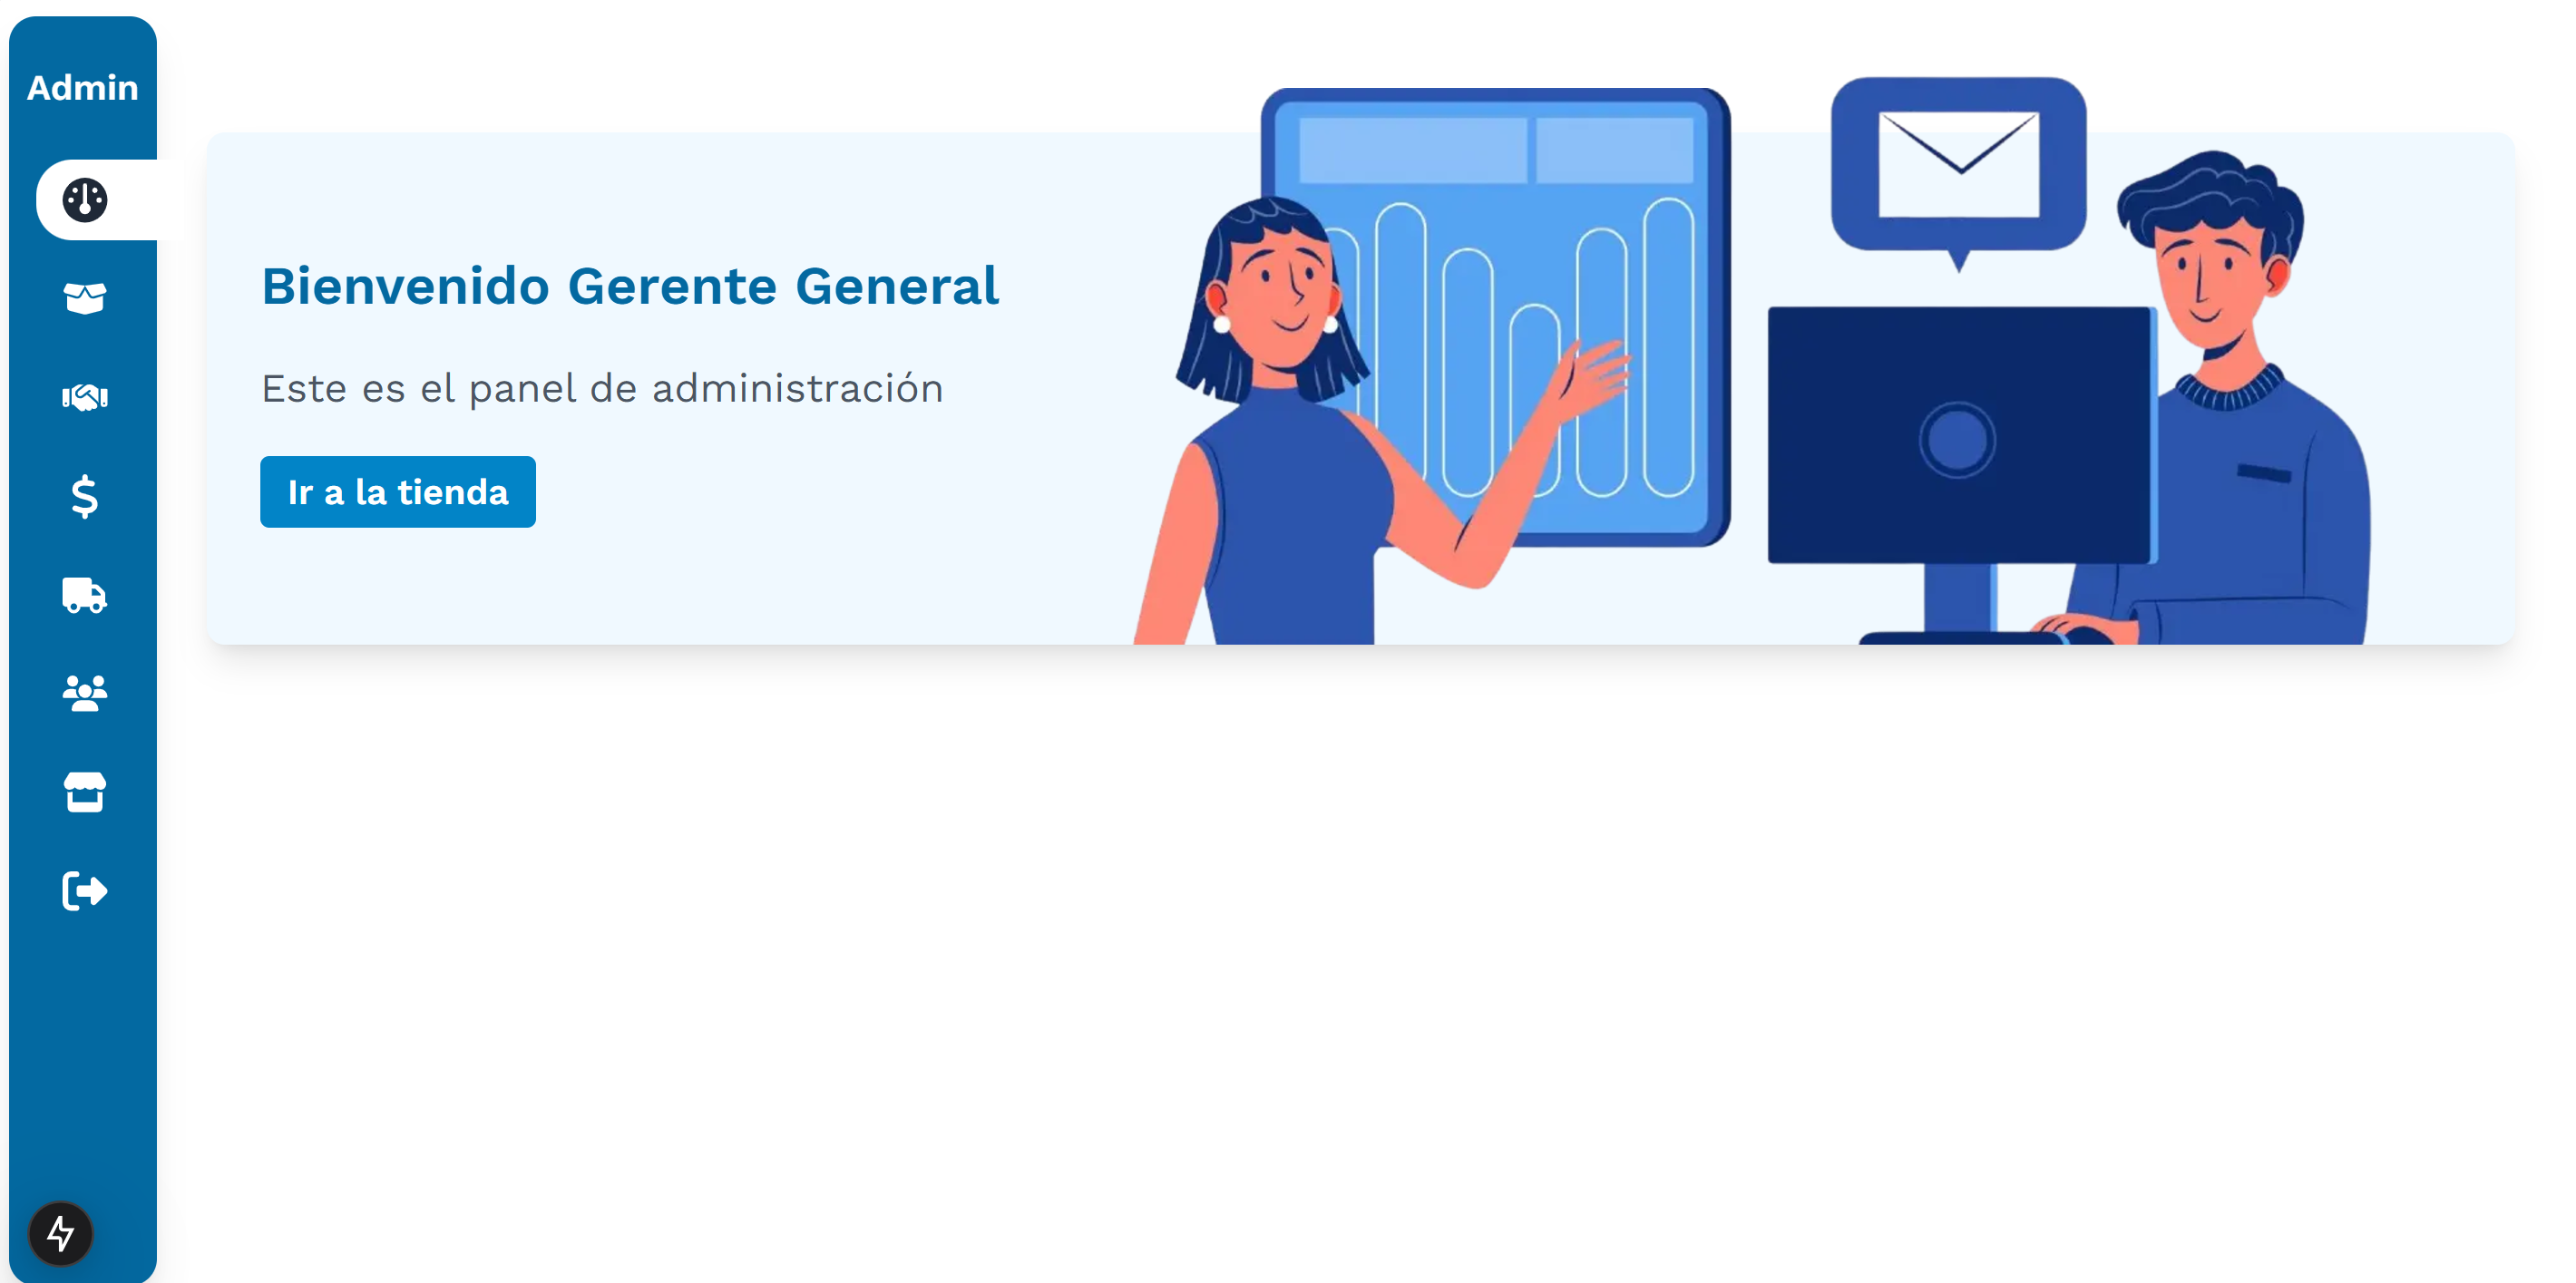 Admin
Bienvenido Gerente General
Este es el panel de administración
Ir a la tienda